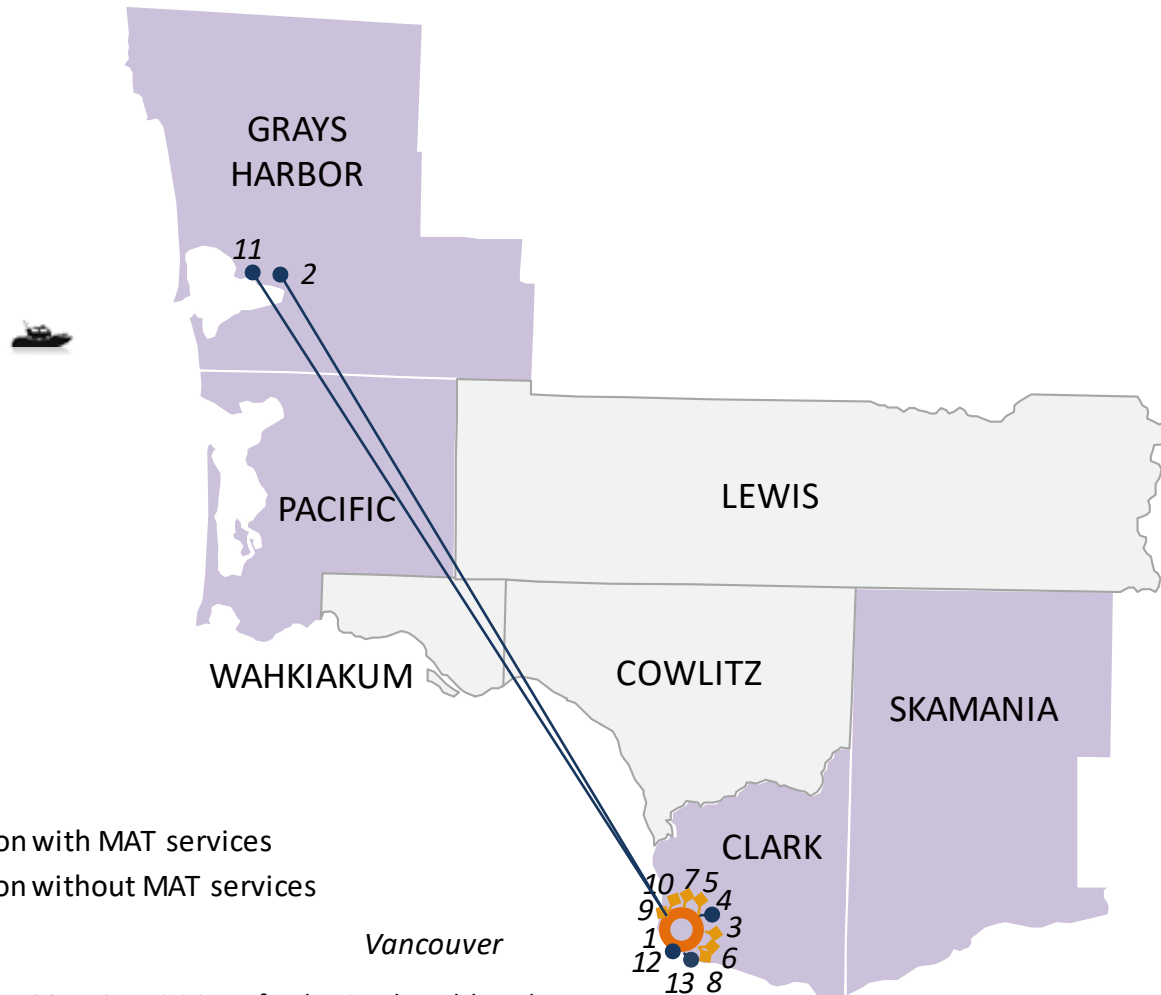 GRAYS
HARBOR
11
2
PACIFIC
LEWIS
WAHKIAKUM
COWLITZ
SKAMANIA
on with MAT services
CLARK
on without MAT services
10 7 5
4
9
3
1
Vancouver
12
6
13 8